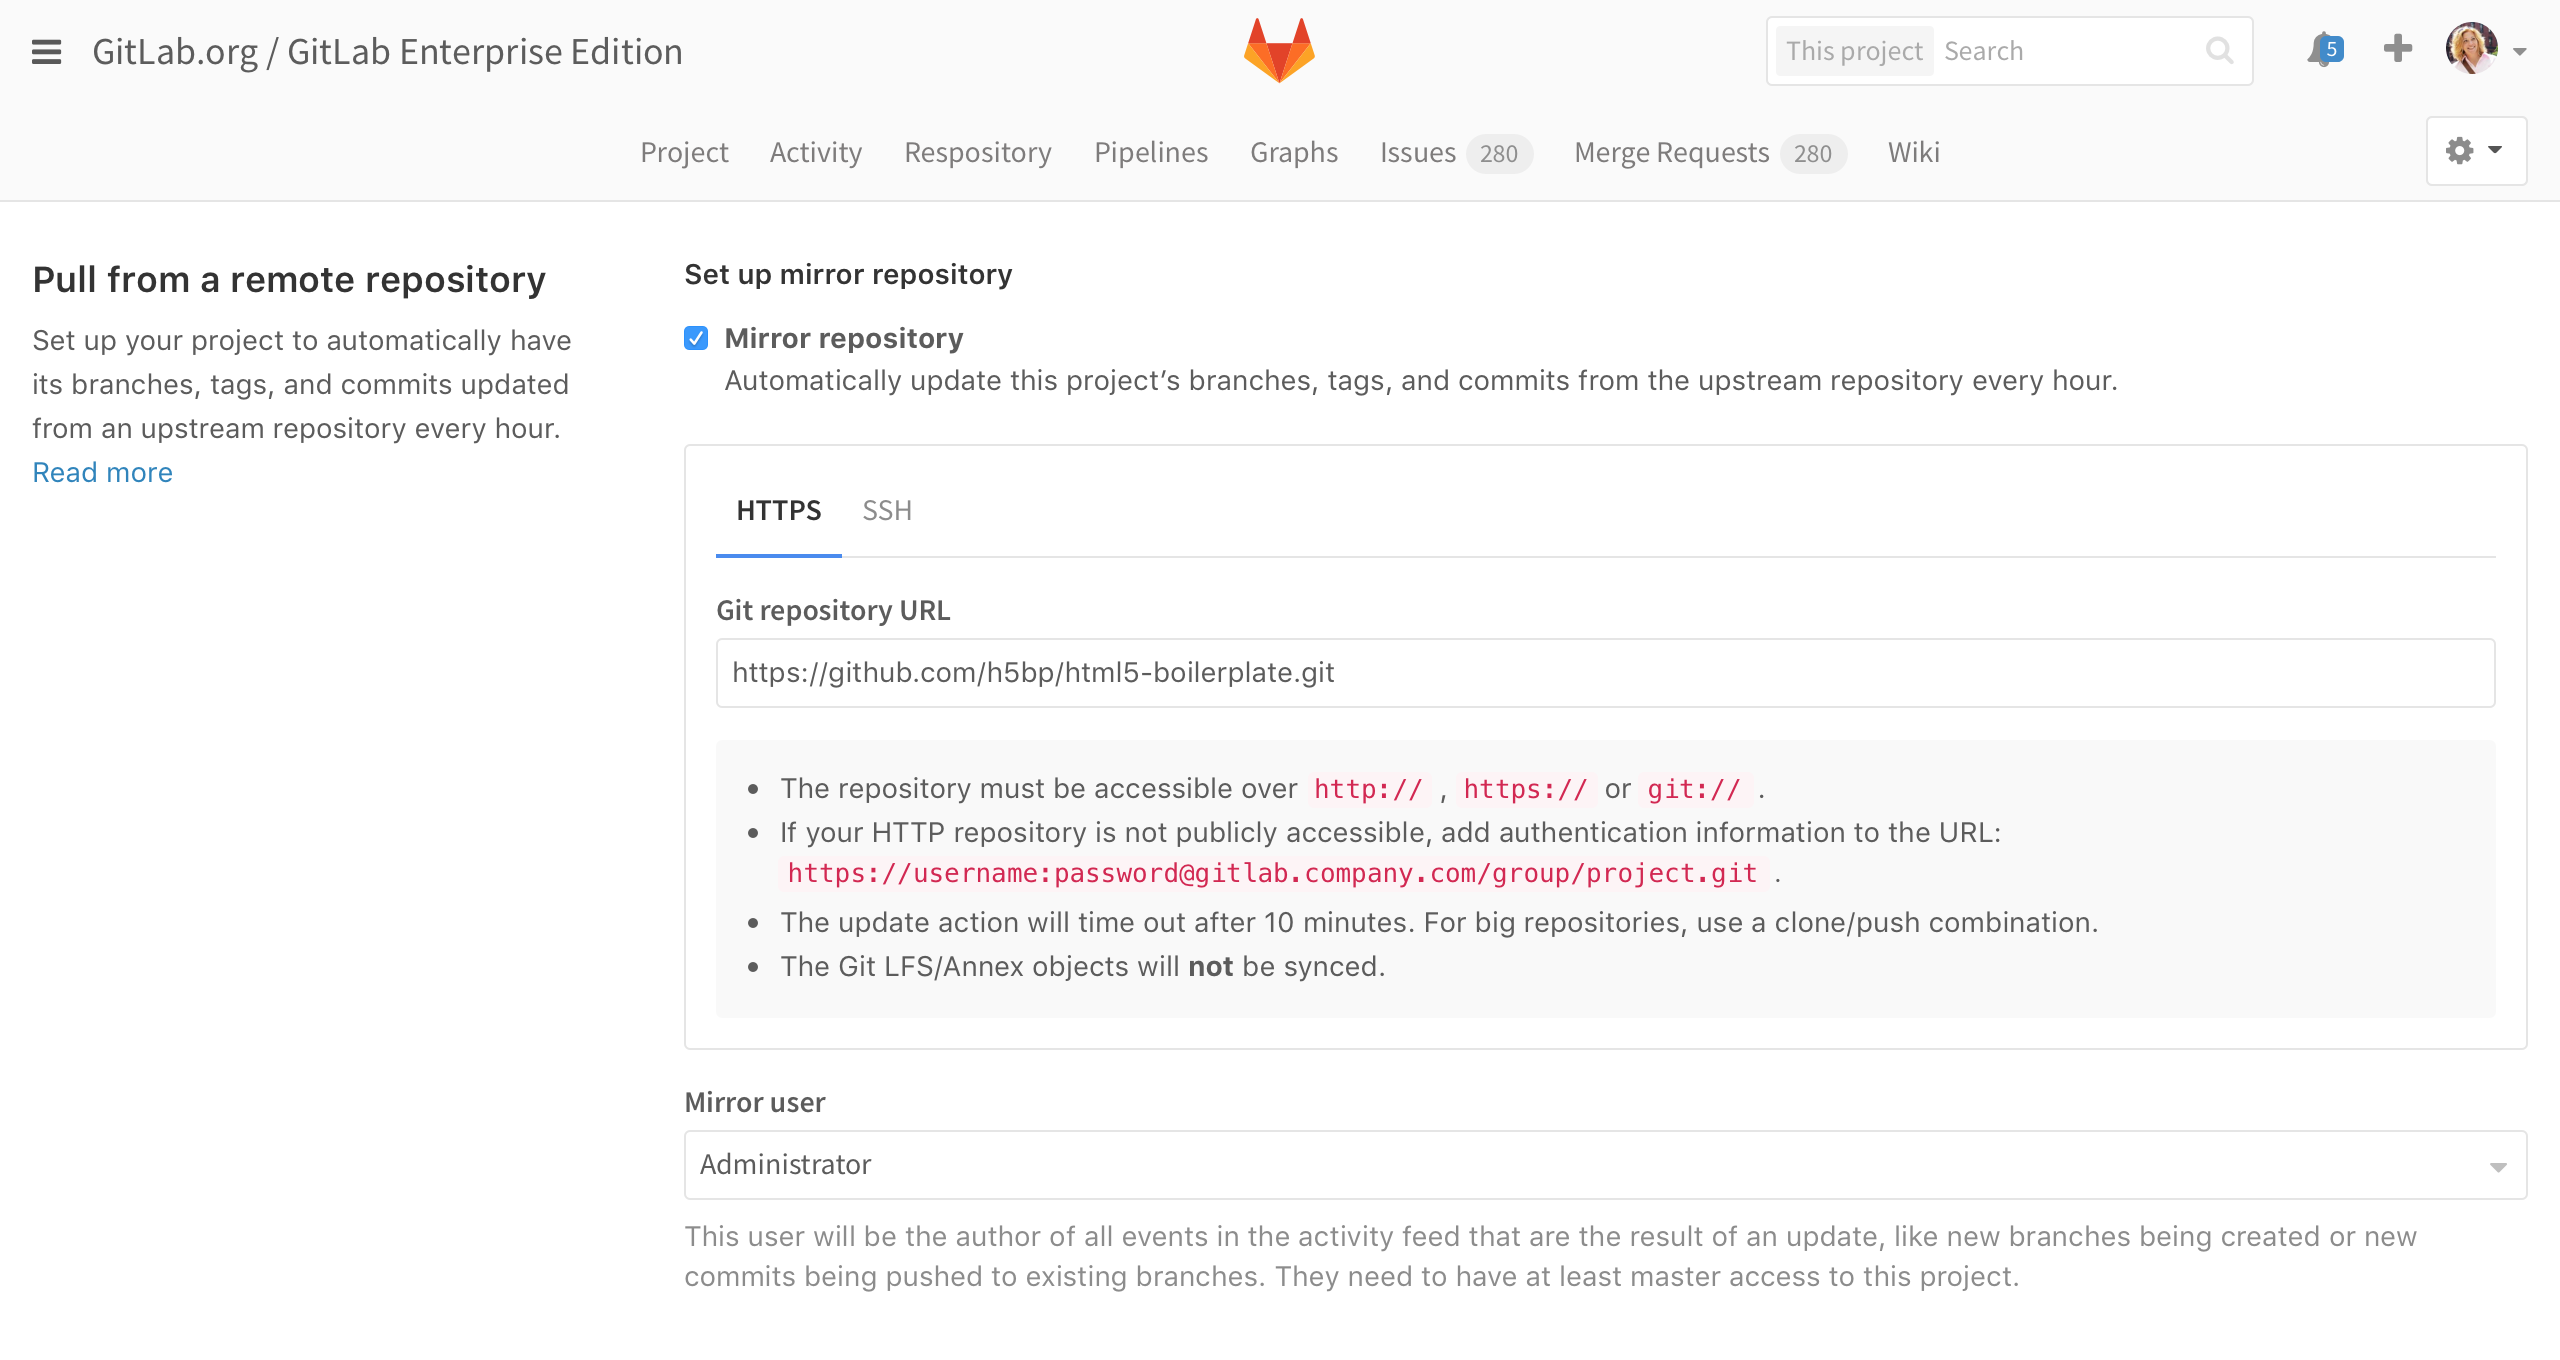 GitLab.org / GitLab Enterprise Edition
This project Search
5
Project Activity Respository Pipelines Graphs Issues 280 Merge Requests 280 Wiki
Pull from a remote repository
Set up your project to automatically have
its branches, tags, and commits updated
from an upstream repository every hour.
Read more
Set up mirror repository
Mirror repository
Automatically update this project’s branches, tags, and commits from the upstream repository every hour.
HTTPS SSH
Git repository URL
https://github.com/h5bp/html5-boilerplate.git
• The repository must be accessible over http:// , https:// or git:// .
• If your HTTP repository is not publicly accessible, add authentication information to the URL:
https://username:password@gitlab.company.com/group/project.git .
• The update action will time out after 10 minutes. For big repositories, use a clone/push combination.
• The Git LFS/Annex objects will not be synced.
Mirror user
Administrator
This user will be the author of all events in the activity feed that are the result of an update, like new branches being created or new
commits being pushed to existing branches. They need to have at least master access to this project.